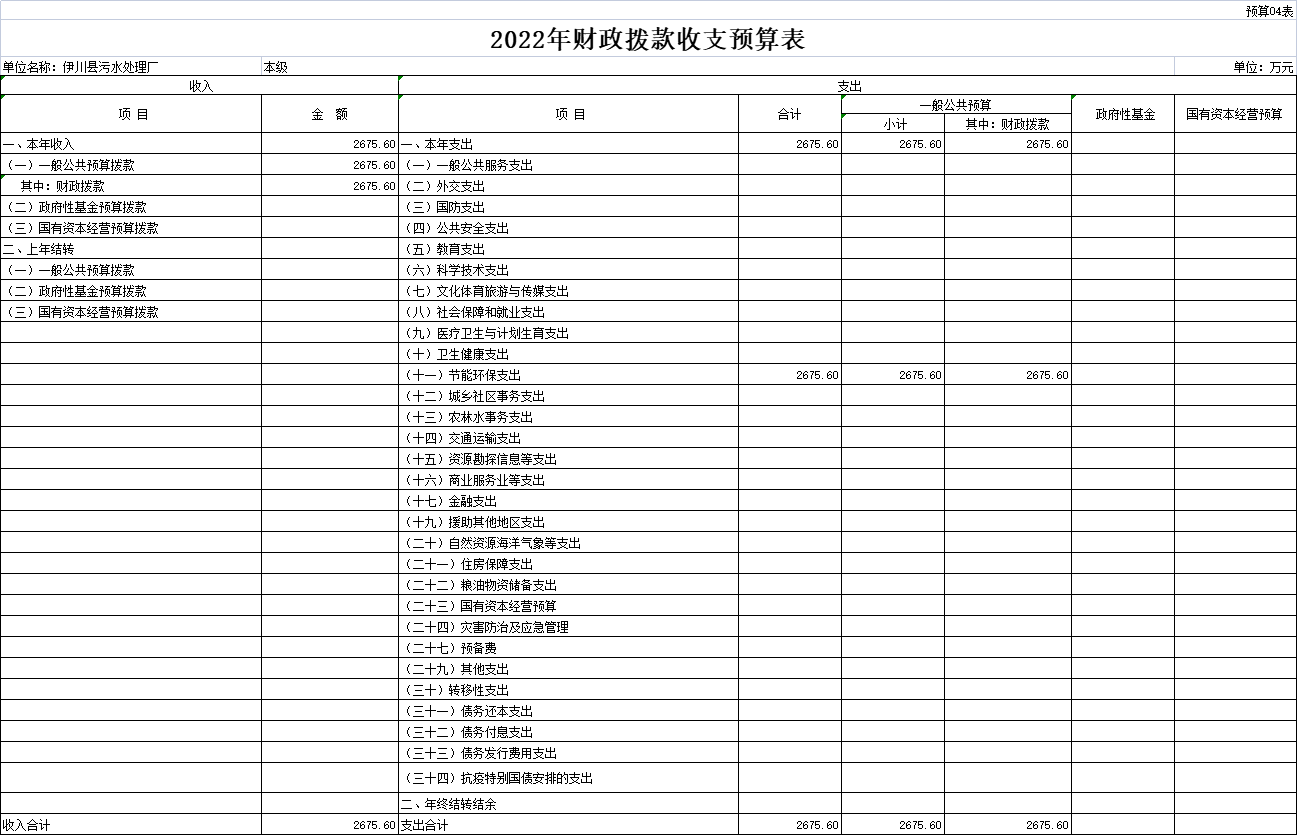 预算04表
2022年财政拨款收支预算表
单位名称：伊川县污水处理厂 本级 单位：万元
收入 支出
项 目 金 额 项 目 合计 一般公共预算 政府性基金 国有资本经营预算
小计 其中：财政拨款
一、本年收入 2675.60 一、本年支出 2675.60 2675.60 2675.60
（一）一般公共预算拨款 2675.60 （一）一般公共服务支出
其中：财政拨款 2675.60 （二）外交支出
（二）政府性基金预算拨款 （三）国防支出
（三）国有资本经营预算拨款 （四）公共安全支出
二、上年结转 （五）教育支出
（一）一般公共预算拨款 （六）科学技术支出
（二）政府性基金预算拨款 （七）文化体育旅游与传媒支出
（三）国有资本经营预算拨款 （八）社会保障和就业支出
（九）医疗卫生与计划生育支出
（十）卫生健康支出
（十一）节能环保支出 2675.60 2675.60 2675.60
（十二）城乡社区事务支出
（十三）农林水事务支出
（十四）交通运输支出
（十五）资源勘探信息等支出
（十六）商业服务业等支出
（十七）金融支出
（十九）援助其他地区支出
（二十）自然资源海洋气象等支出
（二十一）住房保障支出
（二十二）粮油物资储备支出
（二十三）国有资本经营预算
（二十四）灾害防治及应急管理
（二十七）预备费
（二十九）其他支出
（三十）转移性支出
（三十一）债务还本支出
（三十二）债务付息支出
（三十三）债务发行费用支出
（三十四）抗疫特别国债安排的支出
二、年终结转结余
收入合计 2675.60 支出合计 2675.60 2675.60 2675.60